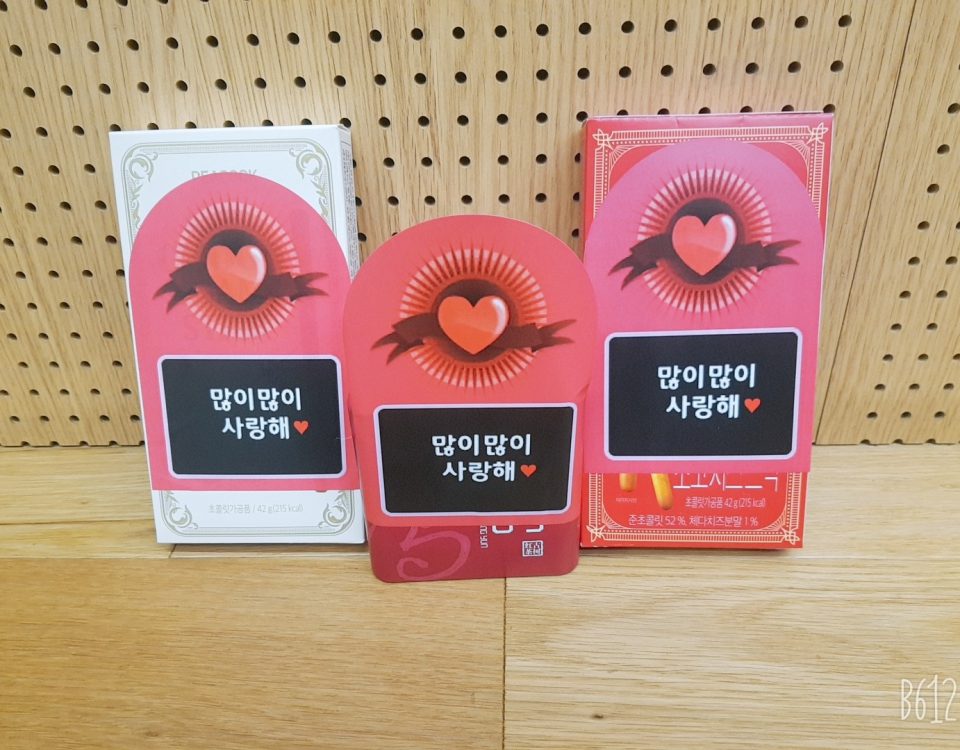 PEACOCK
많이많이
사랑해♥
초콜릿가공품 / 42 g (215 kcal)
많이많이
사랑해♥
5
많이많이
사랑해♥
초콜릿가공품 42 g (215 kcal)
준초콜릿 52 %, 체다치즈분말 1 %
B612